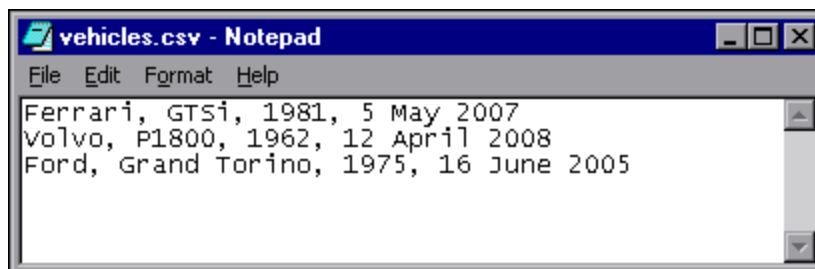 vehicles.csv - Notepad
File Edit Format Help
Ferrari, GTSi, 1981, 5 May 2007
Volvo, P1800, 1962, 12 April 2008
Ford, Grand Torino, 1975, 16 June 2005